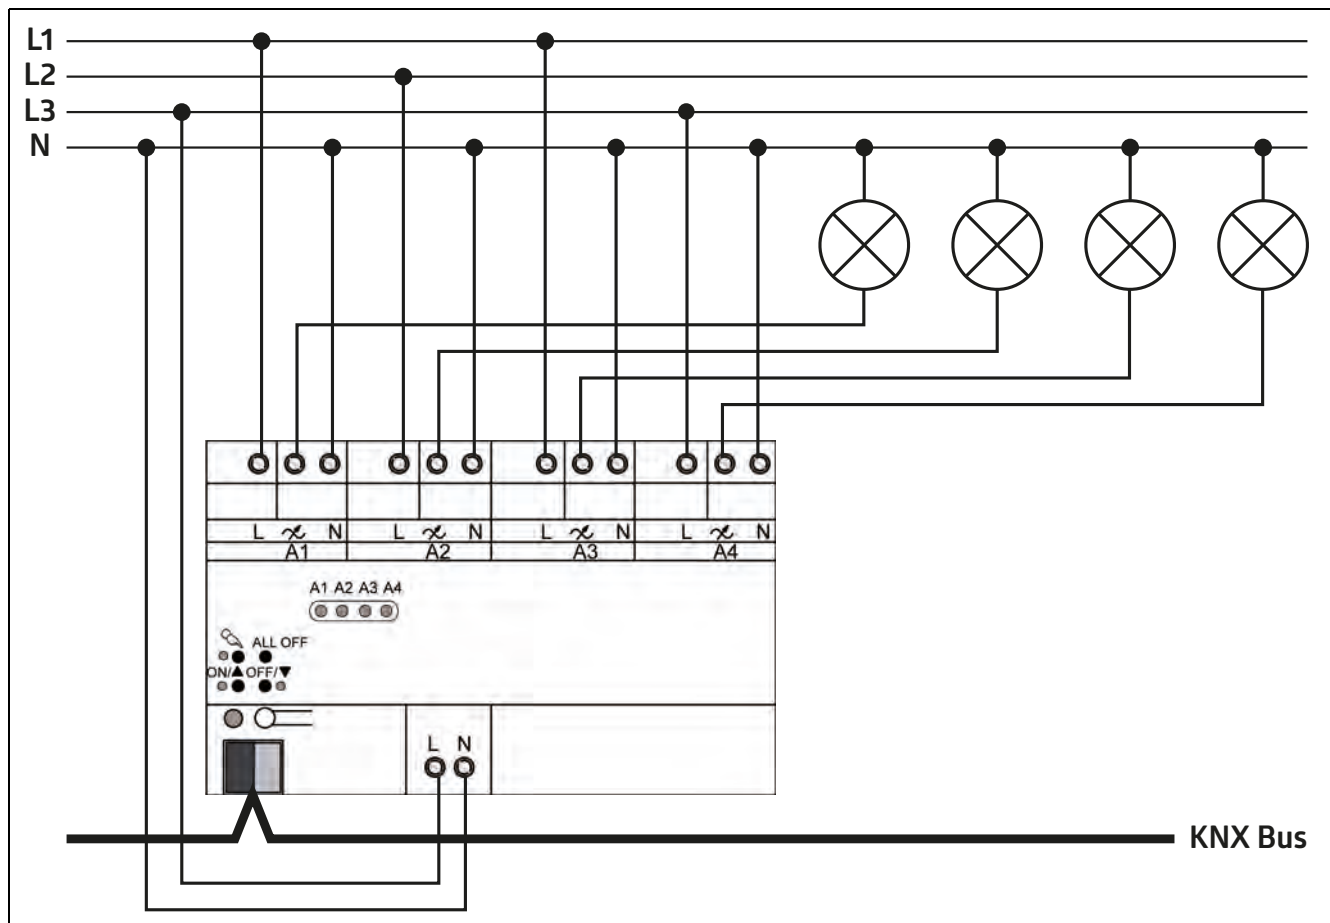 L1
L2
L3
N
L N L N L N L N
A1 A2 A3 A4
A1 A2 A3 A4
ALL OFF
ON/▲ OFF/▼
L N
KNX Bus